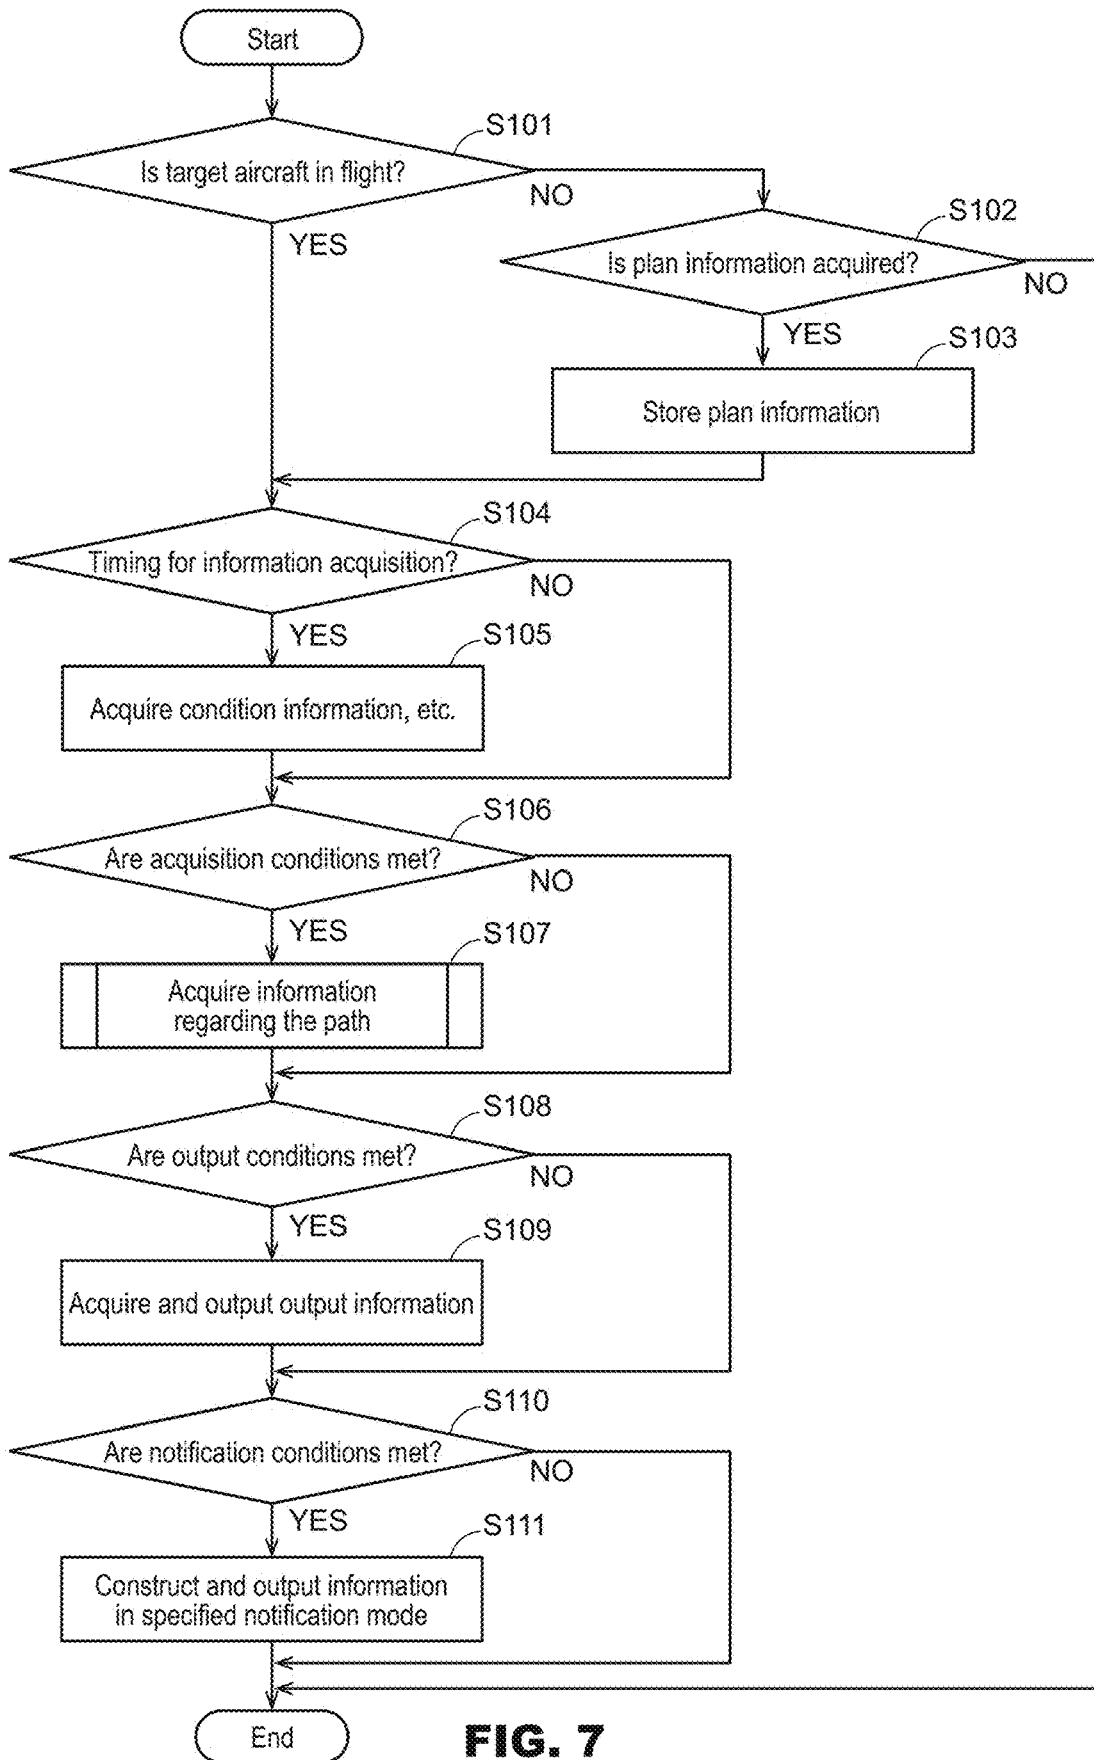 Start
S101
Is target aircraft in flight?
NO
YES
S102
Is plan information acquired?
NO
YES
S103
Store plan information
S104
Timing for information acquisition?
NO
YES
S105
Acquire condition information, etc.
S106
Are acquisition conditions met?
NO
YES
S107
Acquire information
regarding the path
S108
Are output conditions met?
NO
YES
S109
Acquire and output output information
S110
Are notification conditions met?
NO
YES
S111
Construct and output information
in specified notification mode
End
FIG. 7